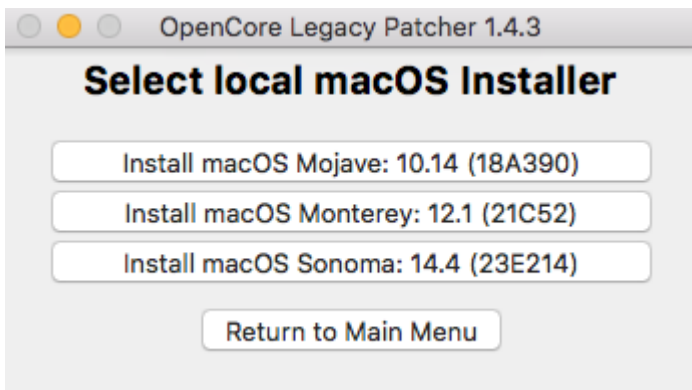 OpenCore Legacy Patcher 1.4.3
Select local macOS Installer
Install macOS Mojave: 10.14 (18A390)
Install macOS Monterey: 12.1 (21C52)
Install macOS Sonoma: 14.4 (23E214)
Return to Main Menu